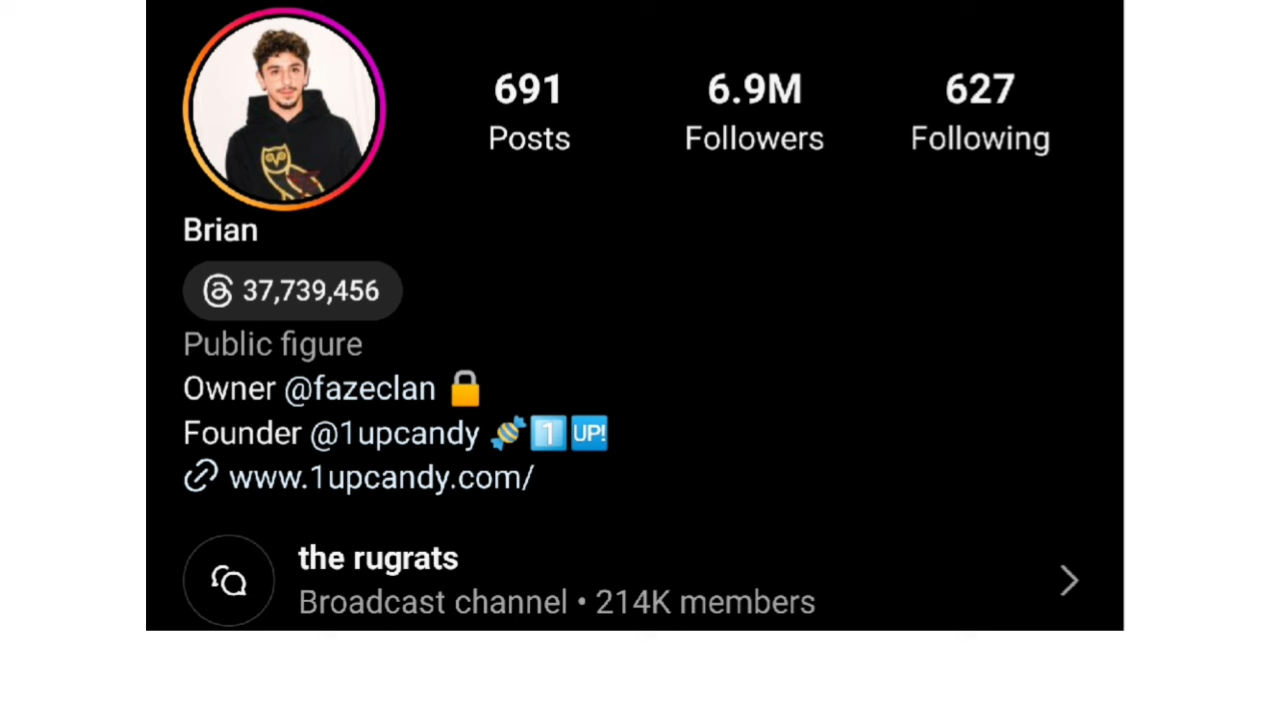 691 6.9M 627
Posts Followers Following
Brian
37,739,456
Public figure
Owner @fazeclan 🔒
Founder @1upcandy 🍬1️⃣🆙
www.1upcandy.com/
the rugrats
Broadcast channel • 214K members